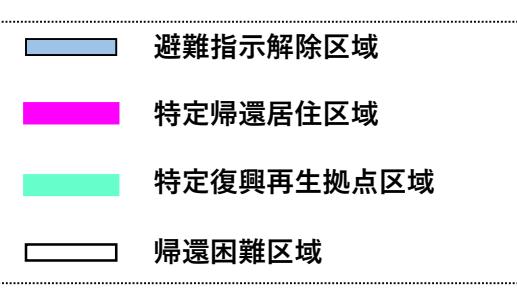 避難指示解除区域
特定帰還居住区域
特定復興再生拠点区域
帰還困難区域